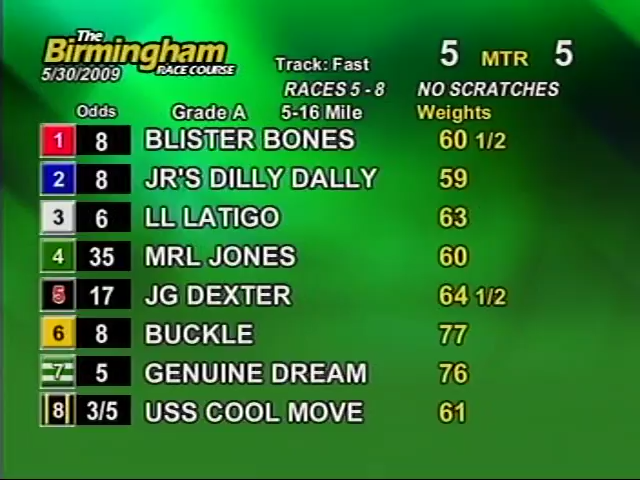 The
Birmingham
RACE COURSE
5/30/2009
Track: Fast
5 MTR 5
RACES 5 - 8 NO SCRATCHES
Odds Grade A 5-16 Mile Weights
1 8 BLISTER BONES 60 1/2
2 8 JR'S DILLY DALLY 59
3 6 LL LATIGO 63
4 35 MRL JONES 60
5 17 JG DEXTER 64 1/2
6 8 BUCKLE 77
7 5 GENUINE DREAM 76
8 3/5 USS COOL MOVE 61